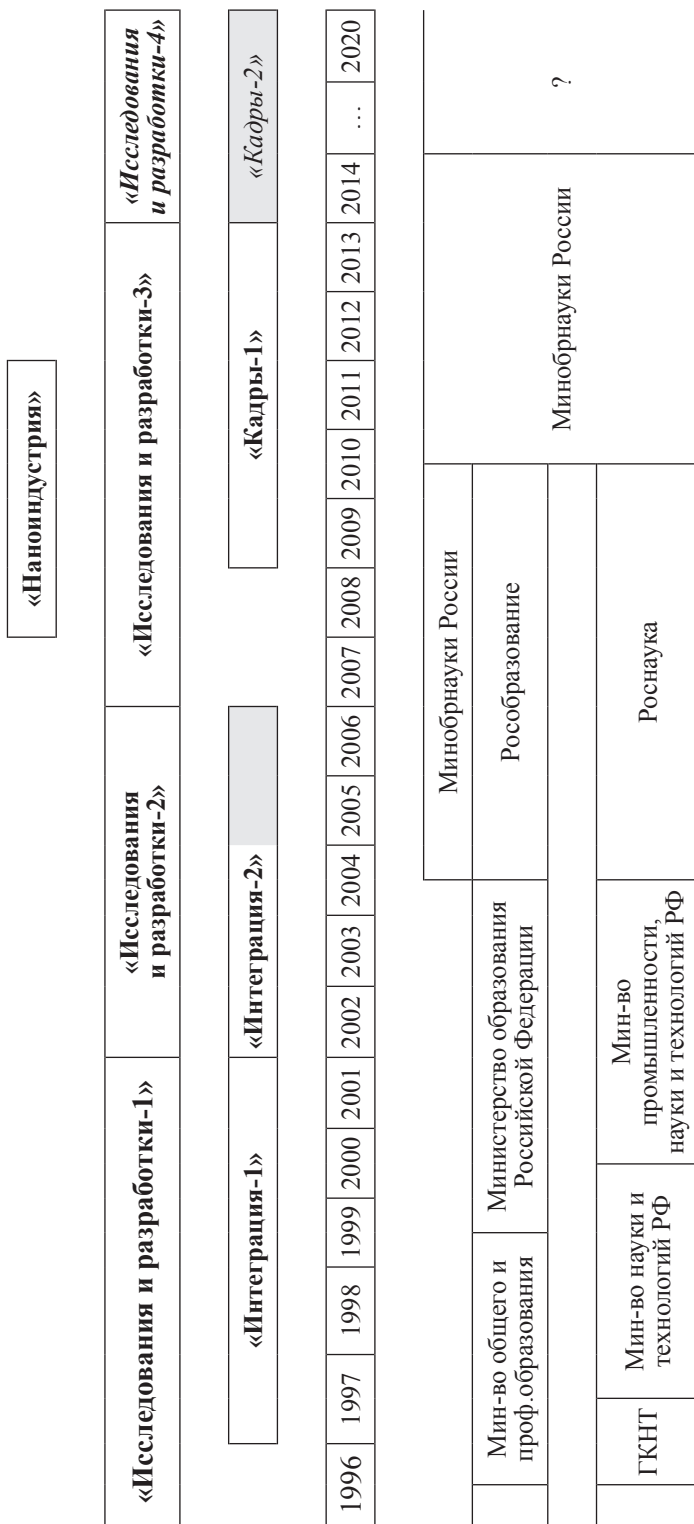 «Наноиндустрия»
«Исследования и разработки-1»
«Исследования
и разработки-2»
«Исследования и разработки-3»
«Исследования
и разработки-4»
«Интеграция-1»
«Интеграция-2»
«Кадры-1»
«Кадры-2»
1996 1997 1998 1999 2000 2001 2002 2003 2004 2005 2006 2007 2008 2009 2010 2011 2012 2013 2014 … 2020
Минобрнауки России
Мин-во общего и
проф.образования
Министерство образования
Российской Федерации
Рособразование
Минобрнауки России
?
ГКНТ
Мин-во науки и
технологий РФ
Мин-во
промышленности,
науки и технологий РФ
Роснаука